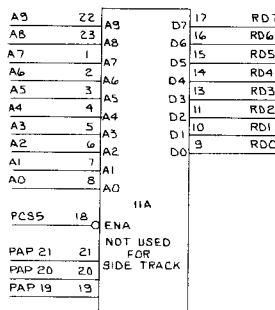 A9 22 A9 D7 17 RD7
A8 23 A8 D6 16 RD6
A7 1 A7 D5 15 RD5
A6 2 A6 D4 14 RD4
A5 3 A5 D3 13 RD3
A4 4 A4 D2 11 RD2
A3 5 A3 D1 10 RD1
A2 6 A2 D0 9 RD0
A1 7 A1
A0 8 A0
11A
PCS5 18 ENA
NOT USED
FOR
SIDE TRACK
PAP 21 21
PAP 20 20
PAP 19 19